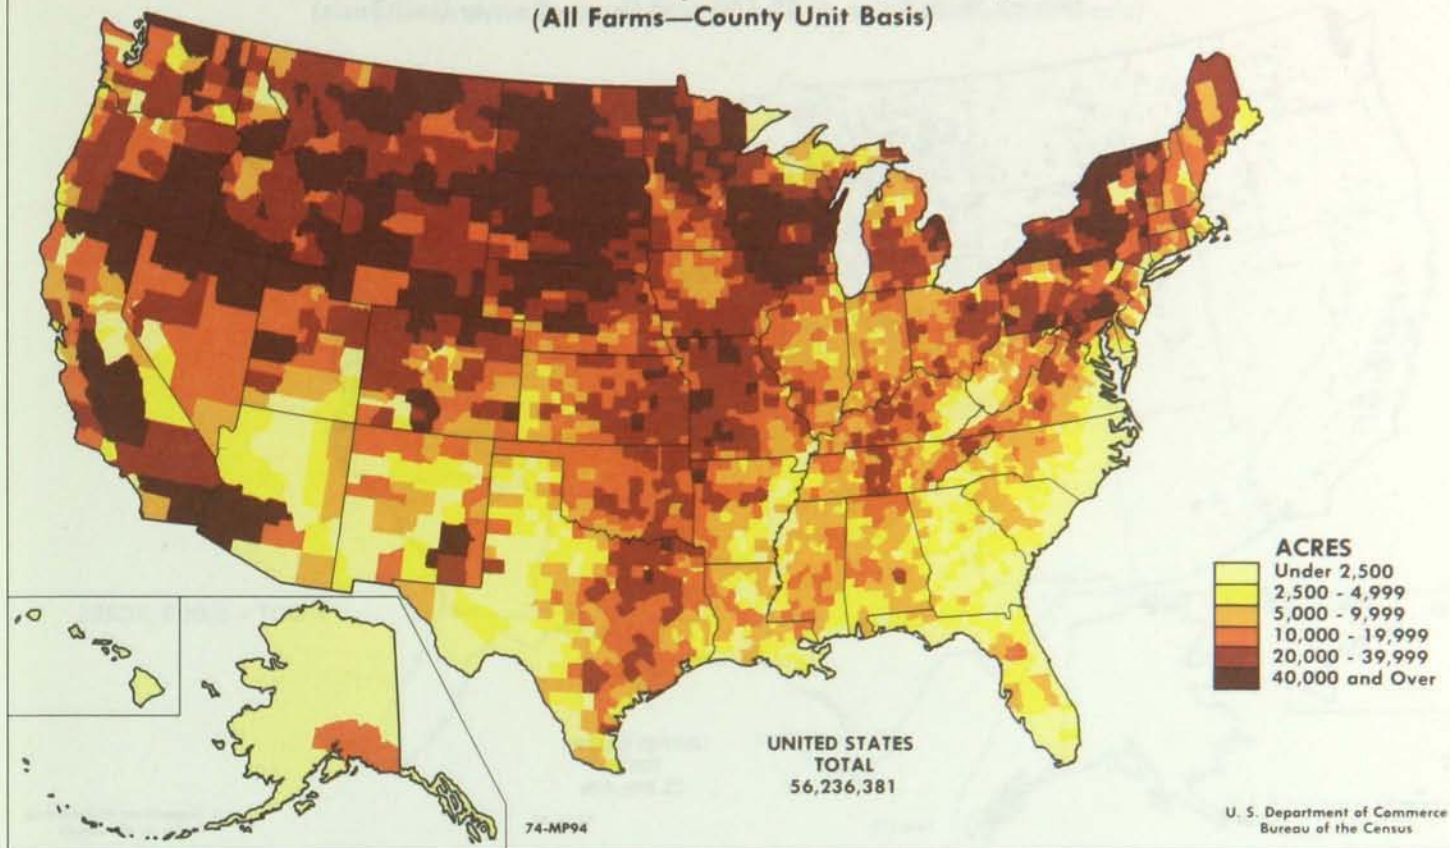 (All Farms—County Unit Basis)
ACRES
Under 2,500
2,500 - 4,999
5,000 - 9,999
10,000 - 19,999
20,000 - 39,999
40,000 and Over
UNITED STATES
TOTAL
56,236,381
74-MP94
U. S. Department of Commerce
Bureau of the Census